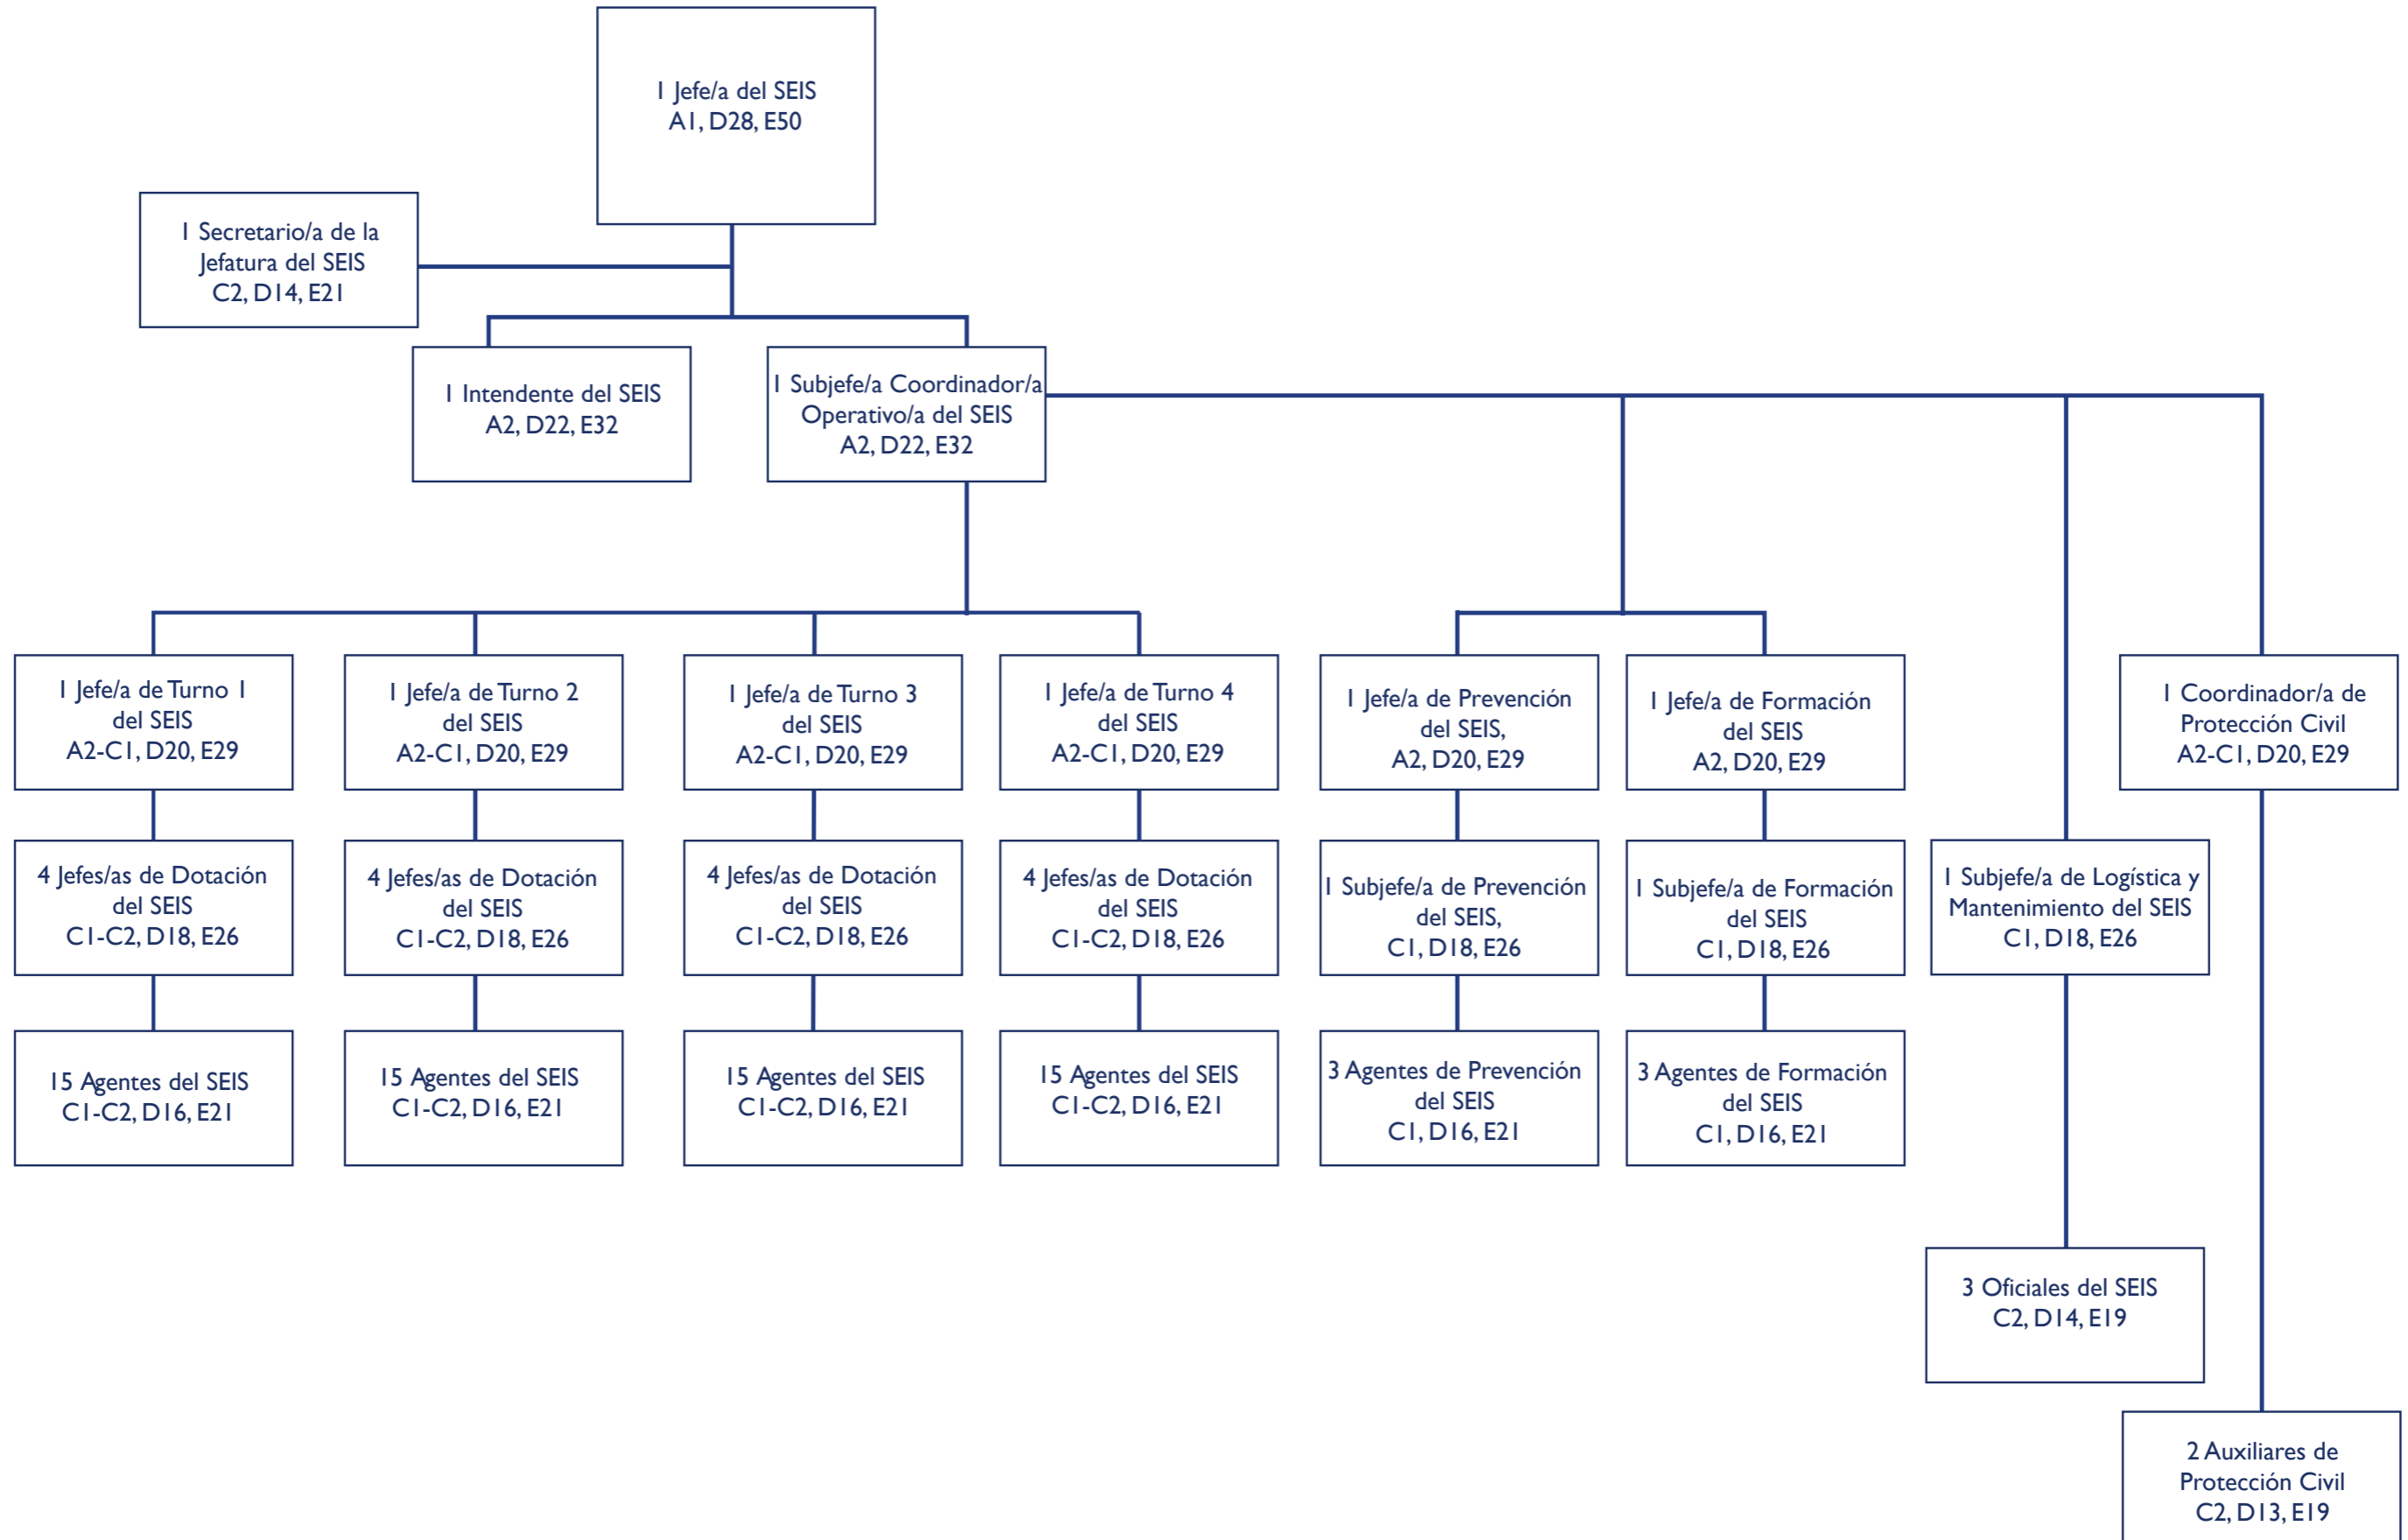 1 Jefe/a del SEIS
A1, D28, E50
1 Secretario/a de la
Jefatura del SEIS
C2, D14, E21
1 Intendente del SEIS
A2, D22, E32
1 Subjefe/a Coordinador/a
Operativo/a del SEIS
A2, D22, E32
1 Jefe/a de Turno 1
del SEIS
A2-C1, D20, E29
1 Jefe/a de Turno 2
del SEIS
A2-C1, D20, E29
1 Jefe/a de Turno 3
del SEIS
A2-C1, D20, E29
1 Jefe/a de Turno 4
del SEIS
A2-C1, D20, E29
1 Jefe/a de Prevención
del SEIS,
A2, D20, E29
1 Jefe/a de Formación
del SEIS
A2, D20, E29
1 Coordinador/a de
Protección Civil
A2-C1, D20, E29
4 Jefes/as de Dotación
del SEIS
C1-C2, D18, E26
4 Jefes/as de Dotación
del SEIS
C1-C2, D18, E26
4 Jefes/as de Dotación
del SEIS
C1-C2, D18, E26
4 Jefes/as de Dotación
del SEIS
C1-C2, D18, E26
1 Subjefe/a de Prevención
del SEIS,
C1, D18, E26
1 Subjefe/a de Formación
del SEIS
C1, D18, E26
1 Subjefe/a de Logística y
Mantenimiento del SEIS
C1, D18, E26
15 Agentes del SEIS
C1-C2, D16, E21
15 Agentes del SEIS
C1-C2, D16, E21
15 Agentes del SEIS
C1-C2, D16, E21
15 Agentes del SEIS
C1-C2, D16, E21
3 Agentes de Prevención
del SEIS
C1, D16, E21
3 Agentes de Formación
del SEIS
C1, D16, E21
3 Oficiales del SEIS
C2, D14, E19
2 Auxiliares de
Protección Civil
C2, D13, E19